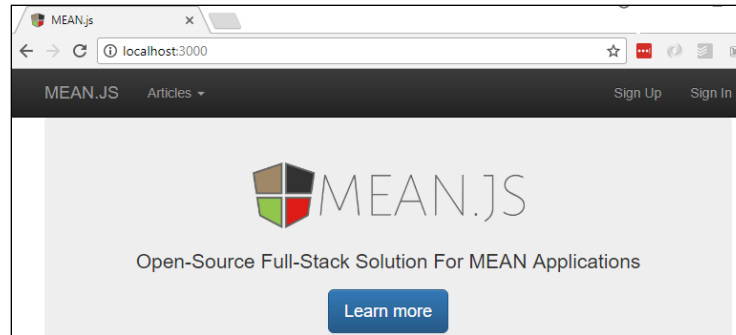 MEAN.js
localhost:3000
MEAN.JS Articles Sign Up Sign In
MEAN.JS
Open-Source Full-Stack Solution For MEAN Applications
Learn more